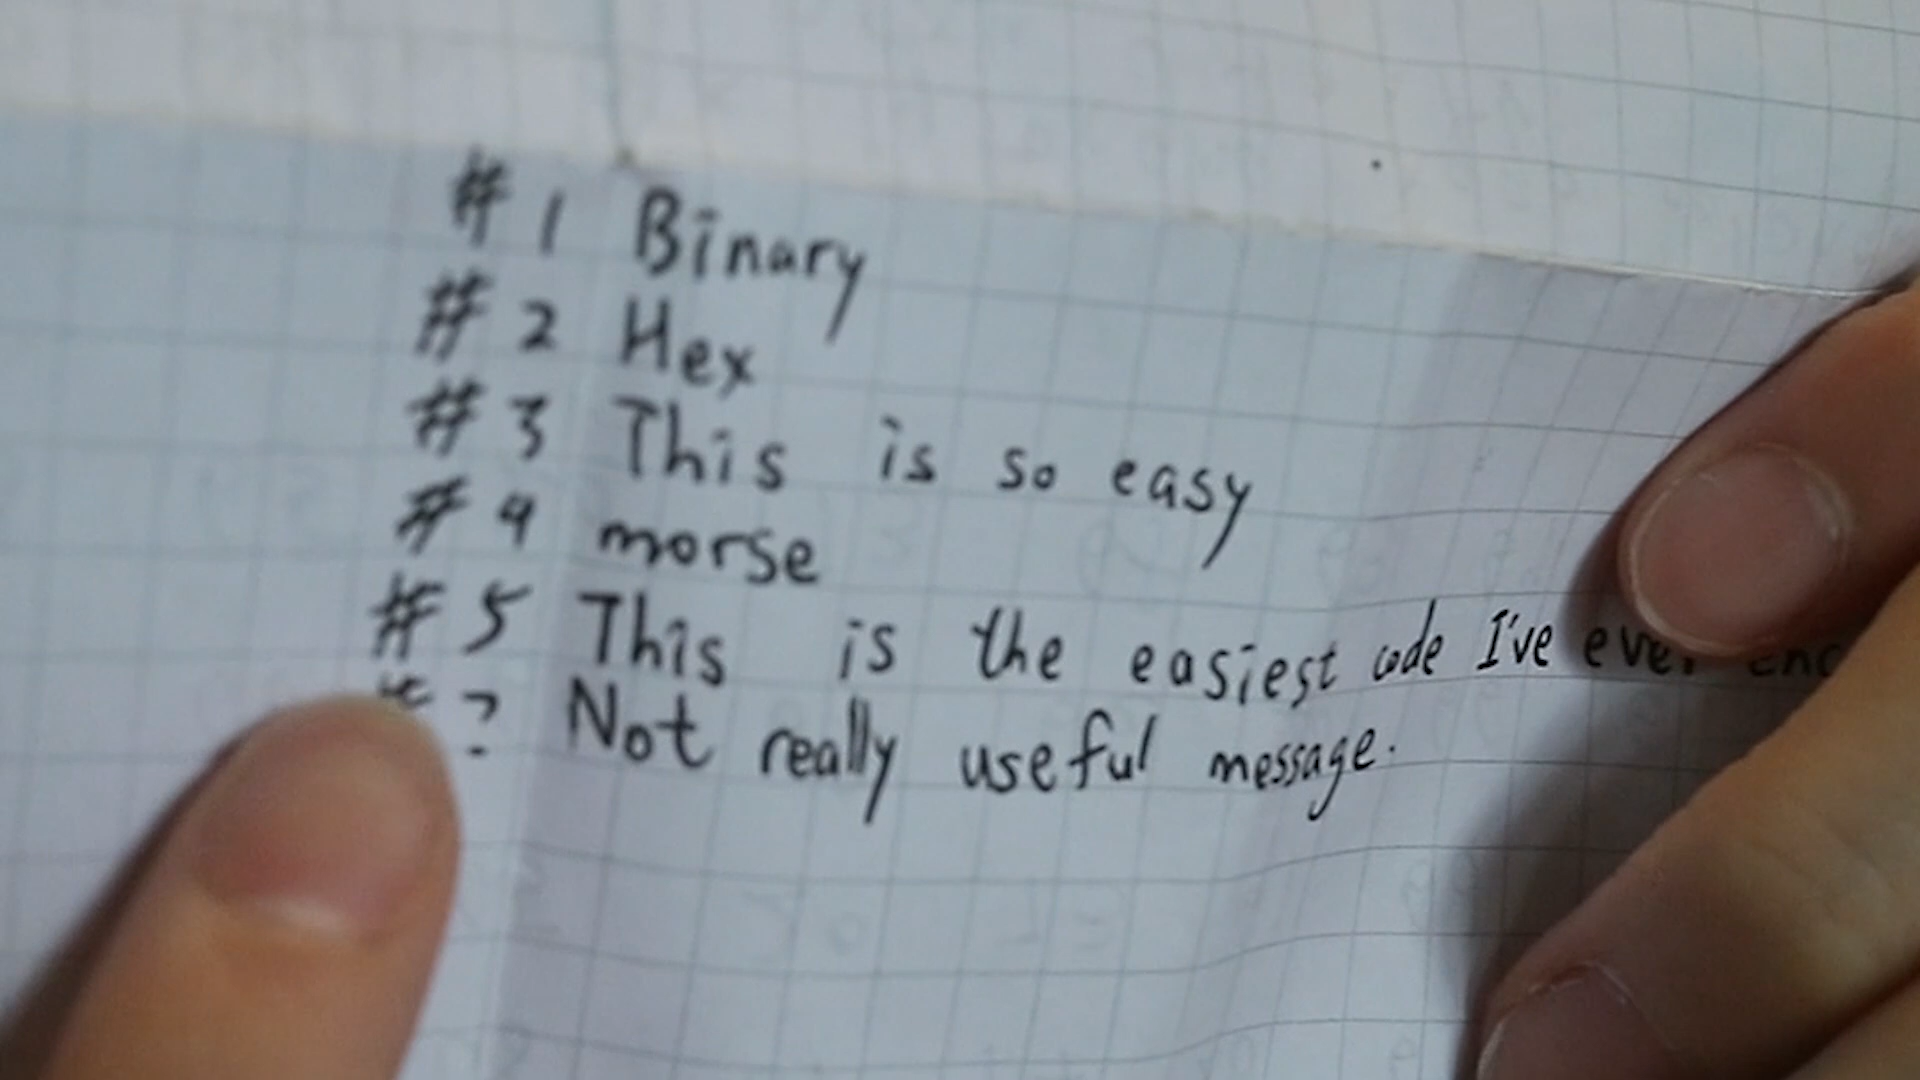 #1 Binary
#2 Hex
#3 This is so easy
#4 morse
#5 This is the easiest code I've ever
#? Not really useful message.